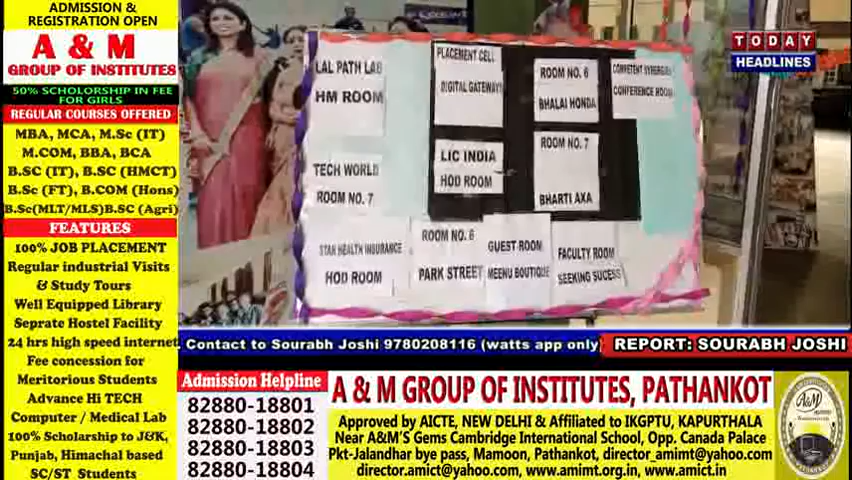 ADMISSION &
REGISTRATION OPEN
A & M
GROUP OF INSTITUTES
50% SCHOLORSHIP IN FEE
FOR GIRLS
REGULAR COURSES OFFERED
MBA, MCA, M.Sc (IT)
M.COM, BBA, BCA
B.SC (IT), B.SC (HMCT)
B.Sc (FT), B.COM (Hons)
B.Sc(MLT/MLS)B.SC (Agri)
FEATURES
100% JOB PLACEMENT
Regular industrial Visits
& Study Tours
Well Equipped Library
Seprate Hostel Facility
24 hrs high speed internet
Fee concession for
Meritorious Students
Advance Hi TECH
Computer / Medical Lab
100% Scholarship to J&K,
Punjab, Himachal based
SC/ST Students
LAL PATH LAB
HM ROOM
PLACEMENT CELL
DIGITAL GATEWAY
ROOM NO. 6
BHALAI HONDA
COMPETENT SYNERGIES
CONFERENCE ROOM
TECH WORLD
ROOM NO. 7
LIC INDIA
HOD ROOM
ROOM NO. 7
BHARTI AXA
STAR HEALTH INSURANCE
HOD ROOM
ROOM NO. 6
PARK STREET
GUEST ROOM
MEENU BOUTIQUE
FACULTY ROOM
SEEKING SUCESS
TODAY
HEADLINES
Contact to Sourabh Joshi 9780208116 (watts app only)
REPORT: SOURABH JOSHI
Admission Helpline
82880-18801
82880-18802
82880-18803
82880-18804
A & M GROUP OF INSTITUTES, PATHANKOT
Approved by AICTE, NEW DELHI & Affiliated to IKGPTU, KAPURTHALA
Near A&M'S Gems Cambridge International School, Opp. Canada Palace
Pkt-Jalandhar bye pass, Mamoon, Pathankot, director_amimt@yahoo.com
director.amict@yahoo.com, www.amimt.org.in, www.amict.in
A&M